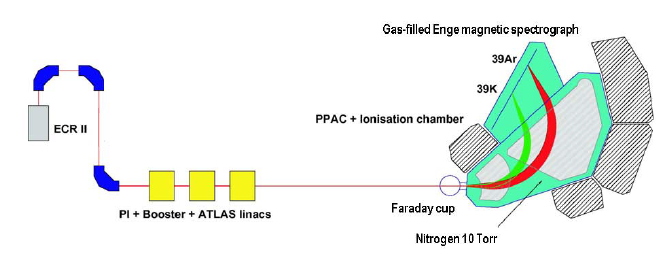 Gas-filled Enge magnetic spectrograph
39Ar
39K
ECR II
PPAC + Ionisation chamber
Faraday cup
PI + Booster + ATLAS linacs
Nitrogen 10 Torr